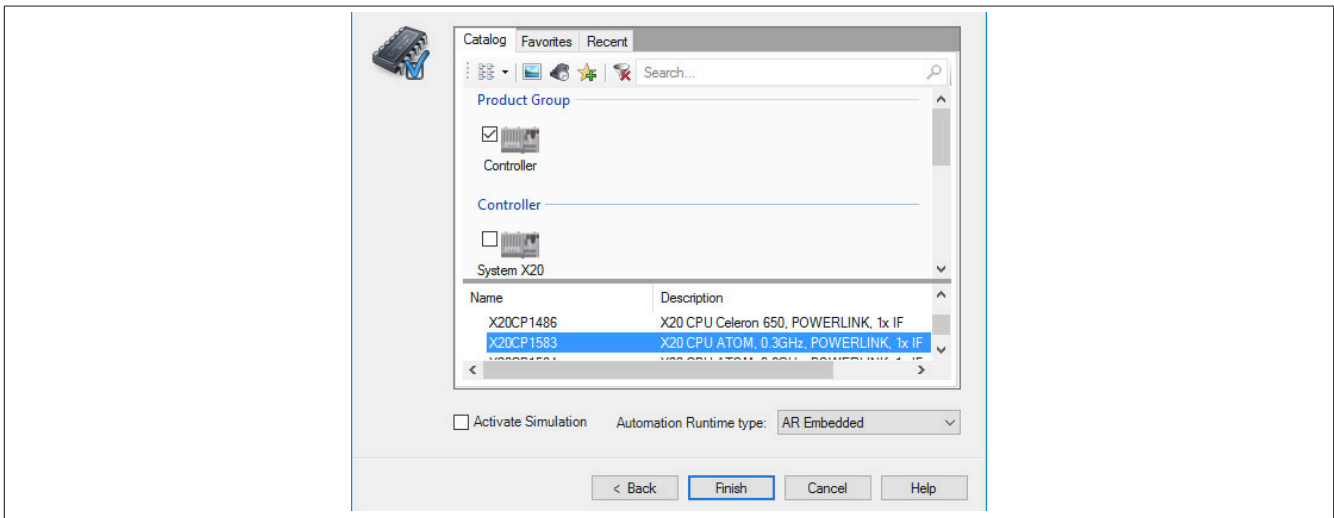 Catalog Favorites Recent
Search...
Product Group
Controller
Controller
System X20
Name Description
X20CP1486 X20 CPU Celeron 650, POWERLINK, 1x IF
X20CP1583 X20 CPU ATOM, 0.3GHz, POWERLINK, 1x IF
Activate Simulation Automation Runtime type: AR Embedded
< Back Finish Cancel Help